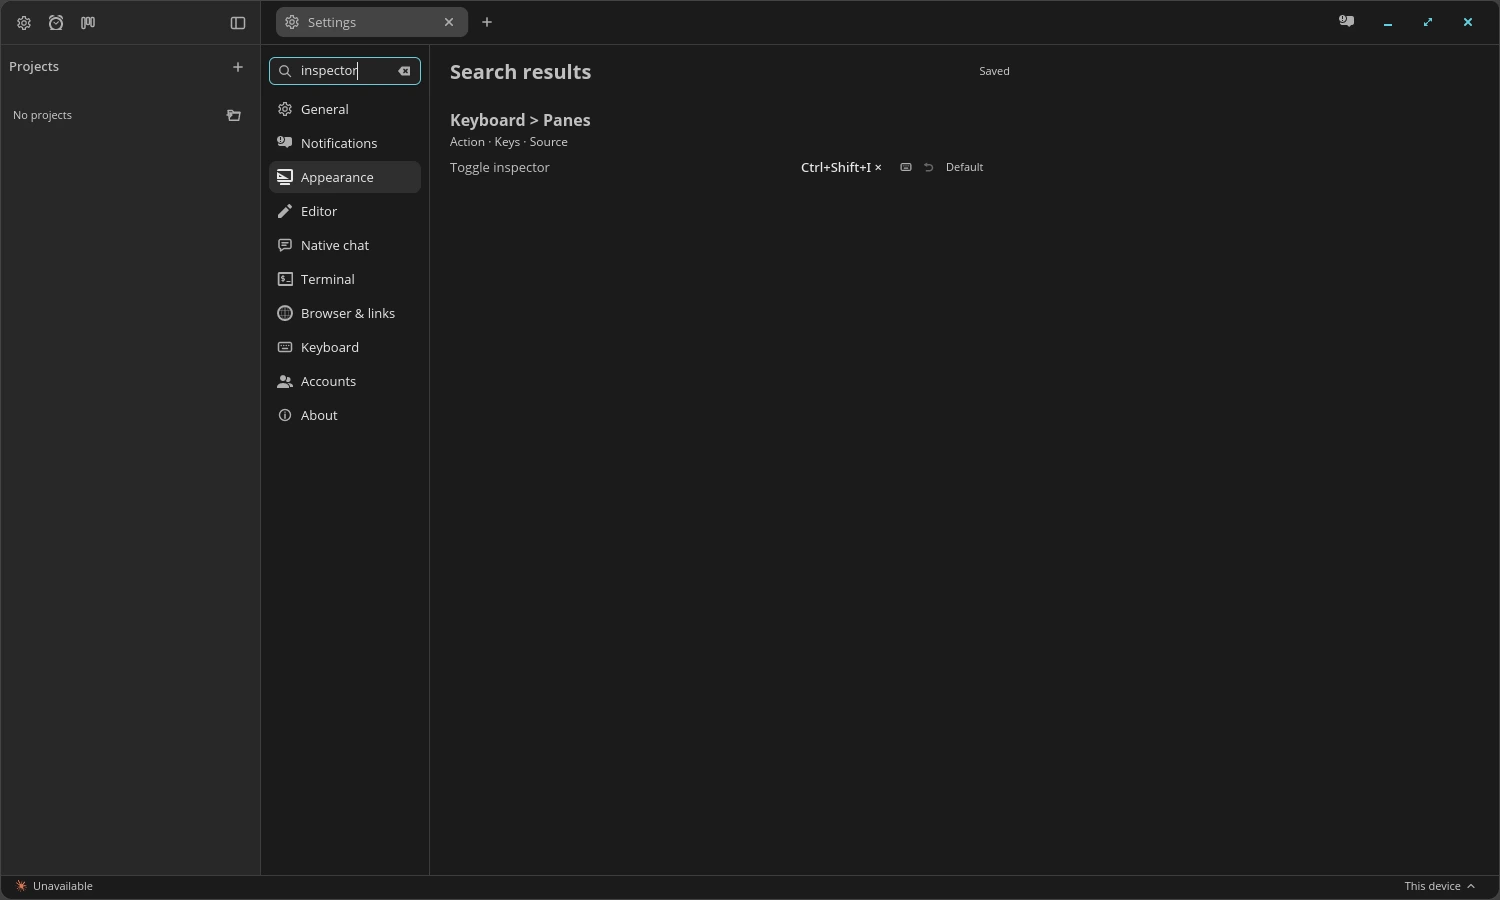 Settings
Projects
No projects
inspector
General
Notifications
Appearance
Editor
Native chat
Terminal
Browser & links
Keyboard
Accounts
About
Search results
Saved
Keyboard > Panes
Action · Keys · Source
Toggle inspector Ctrl+Shift+I × Default
Unavailable
This device